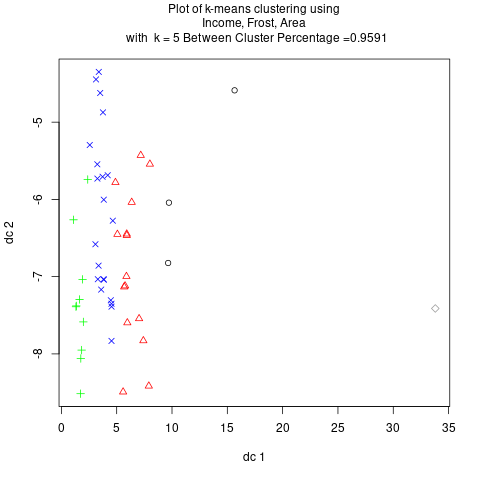 Plot of k-means clustering using
Income, Frost, Area
with  k = 5 Between Cluster Percentage =0.9591
-5
-6
-7
-8
dc 2
0 5 10 15 20 25 30 35
dc 1